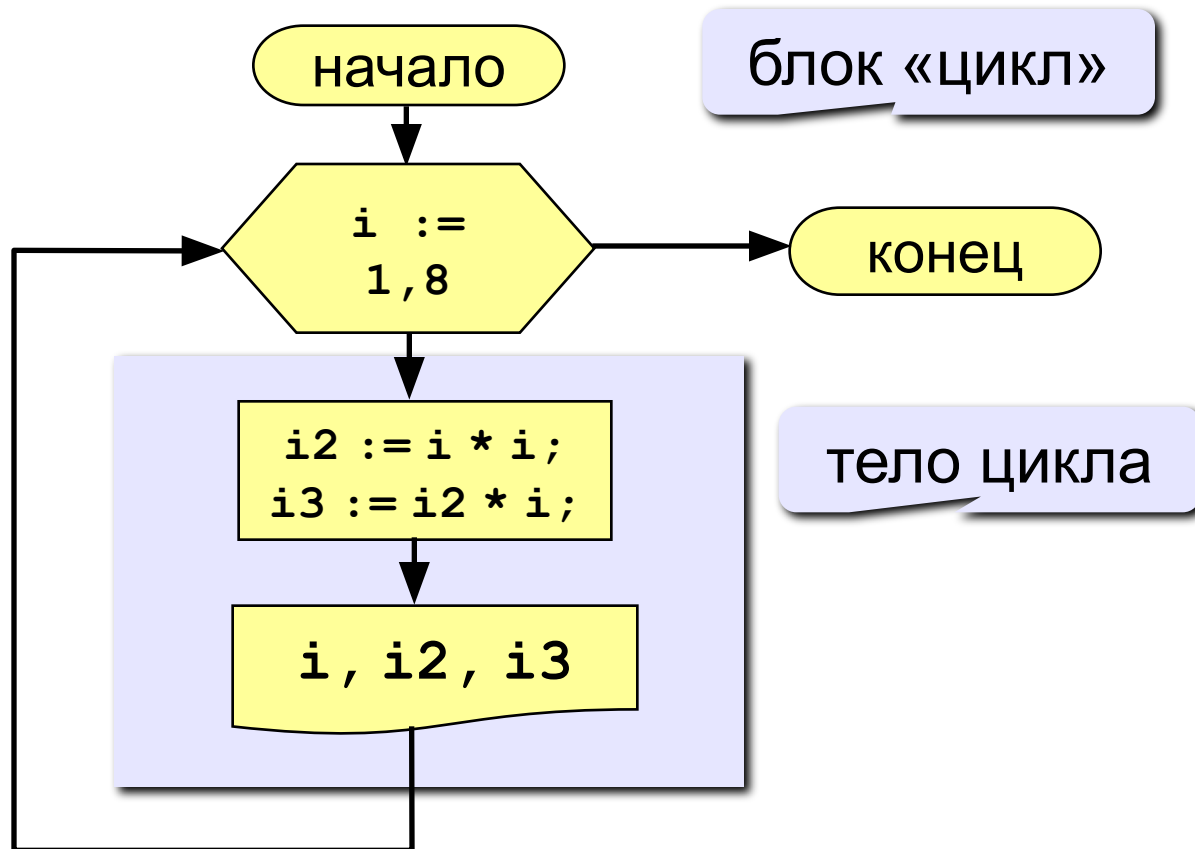 начало
блок «цикл»
i :=
1,8
конец
i2 := i * i;
i3 := i2 * i;
тело цикла
i, i2, i3